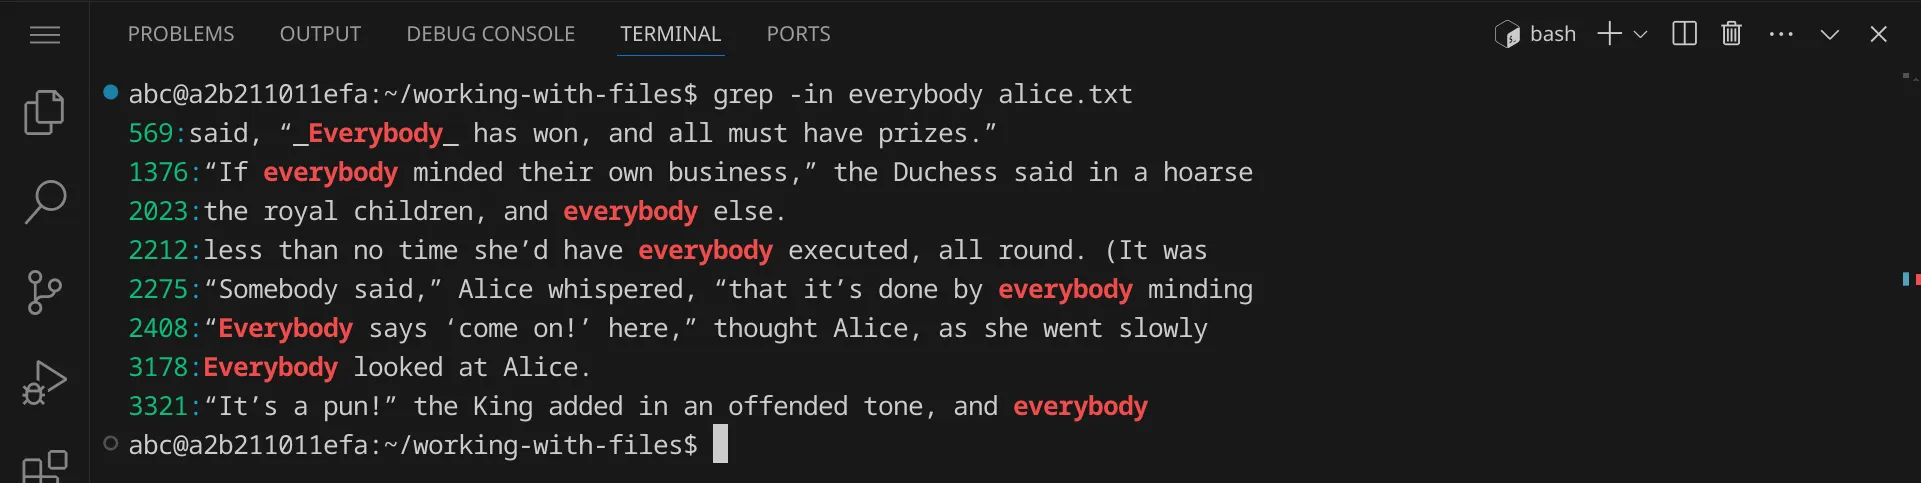 PROBLEMS OUTPUT DEBUG CONSOLE TERMINAL PORTS bash
abc@a2b211011efa:~/working-with-files$ grep -in everybody alice.txt
569:said, “_Everybody_ has won, and all must have prizes.”
1376:“If everybody minded their own business,” the Duchess said in a hoarse
2023:the royal children, and everybody else.
2212:less than no time she’d have everybody executed, all round. (It was
2275:“Somebody said,” Alice whispered, “that it’s done by everybody minding
2408:“Everybody says ‘come on!’ here,” thought Alice, as she went slowly
3178:Everybody looked at Alice.
3321:“It’s a pun!” the King added in an offended tone, and everybody
abc@a2b211011efa:~/working-with-files$